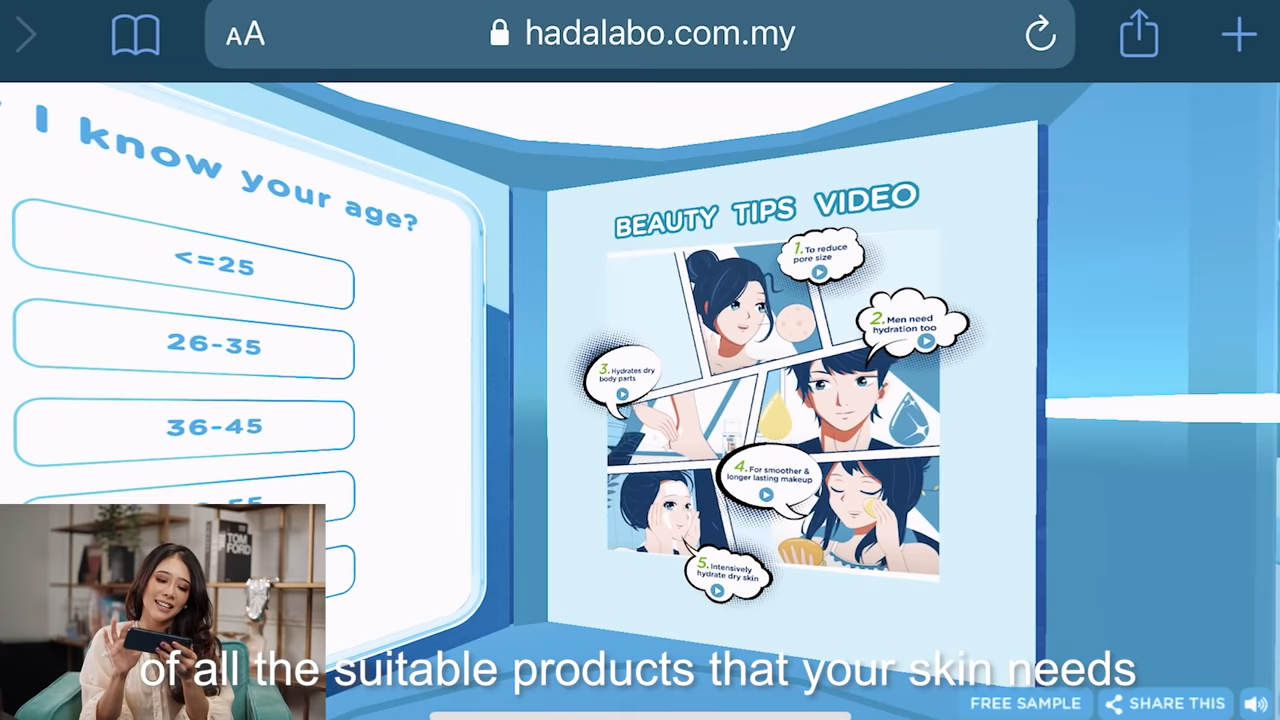 AA
hadalabo.com.my
I know your age?
<=25
26-35
36-45
BEAUTY TIPS VIDEO
1. To reduce
pore size
2. Men need
hydration too
3. Hydrates dry
body parts
4. For smoother &
longer lasting makeup
5. Intensively
hydrate dry skin
TOM
FORD
of all the suitable products that your skin needs
FREE SAMPLE
SHARE THIS